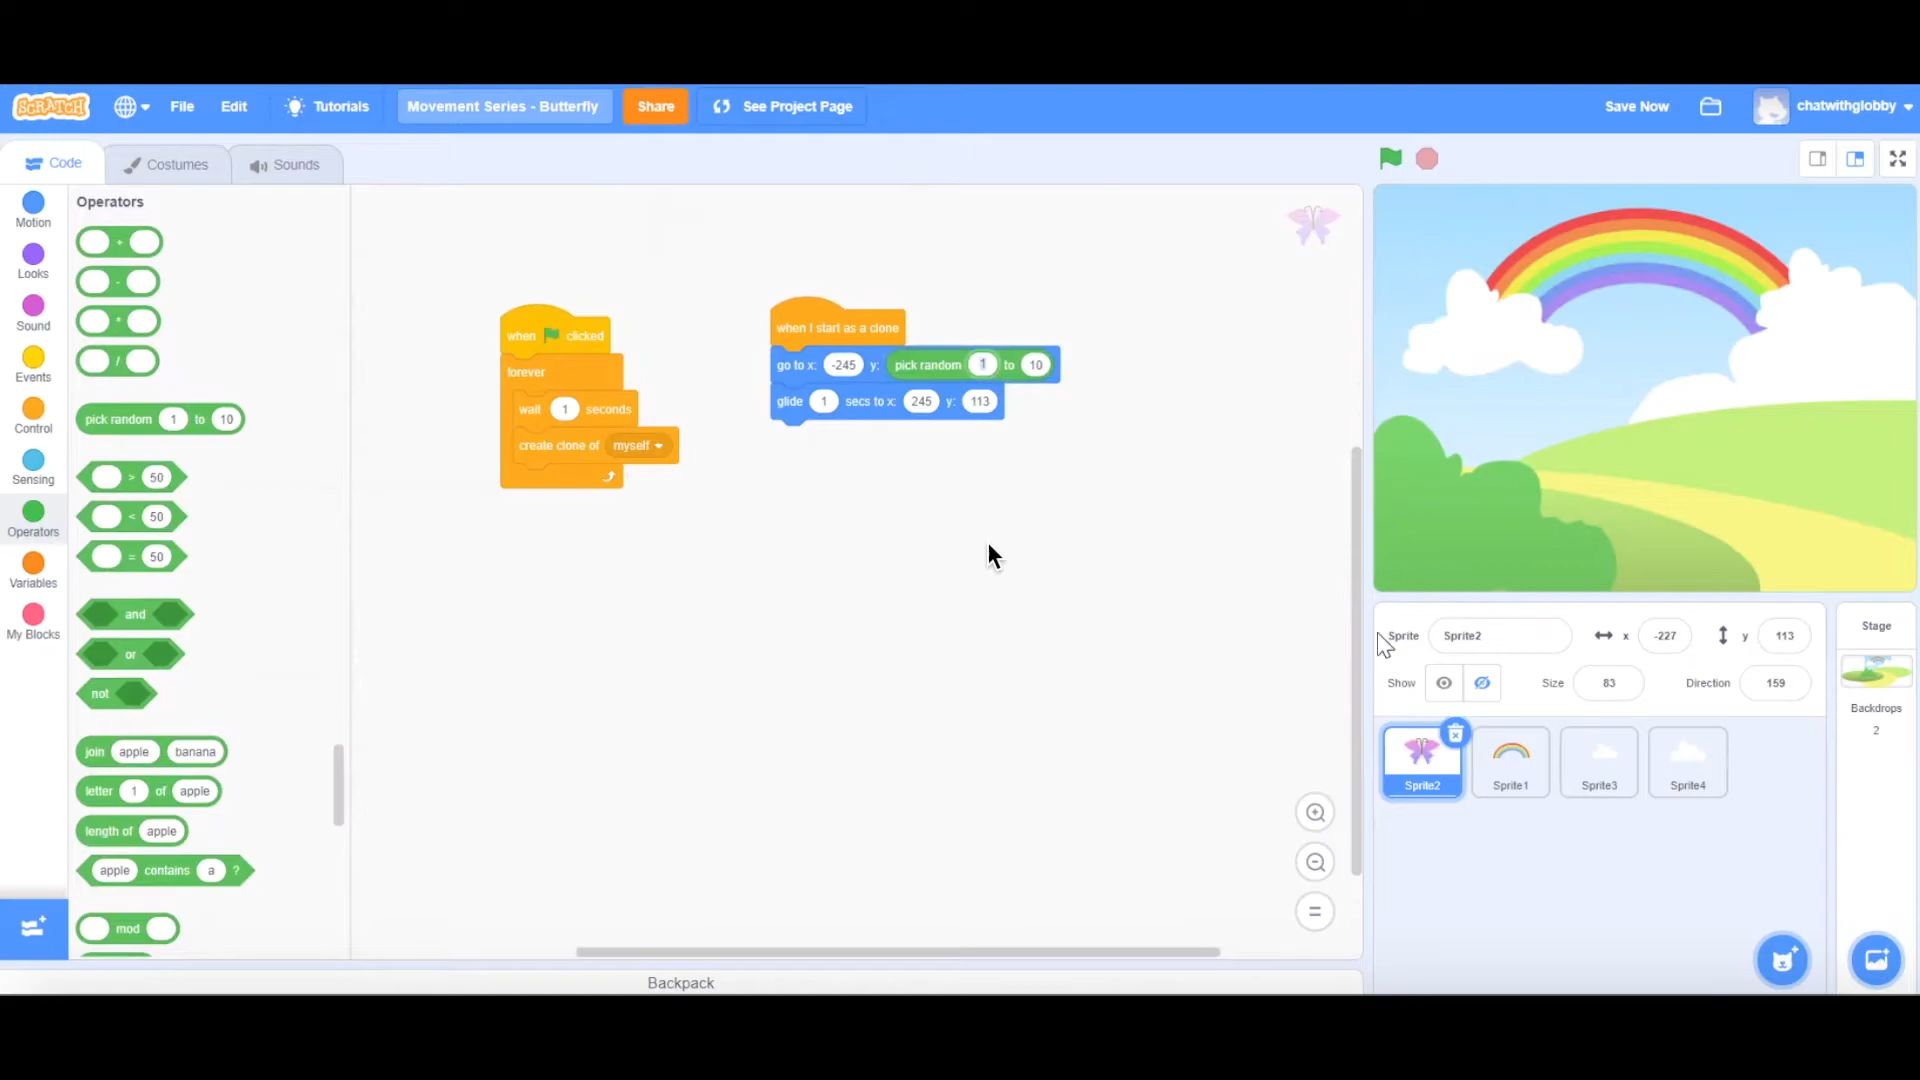 SCRATCH File Edit Tutorials Movement Series - Butterfly Share See Project Page Save Now chatwithglobby
Code Costumes Sounds
Motion
Looks
Sound
Events
Control
Sensing
Operators
Variables
My Blocks
Operators
+
-
*
/
pick random 1 to 10
> 50
< 50
= 50
and
or
not
join apple banana
letter 1 of apple
length of apple
apple contains a ?
mod
when clicked
forever
wait 1 seconds
create clone of myself
when I start as a clone
go to x: -245 y: pick random 1 to 10
glide 1 secs to x: 245 y: 113
Sprite Sprite2 x -227 y 113
Show Size 83 Direction 159
Sprite2 Sprite1 Sprite3 Sprite4
Stage
Backdrops
2
Backpack